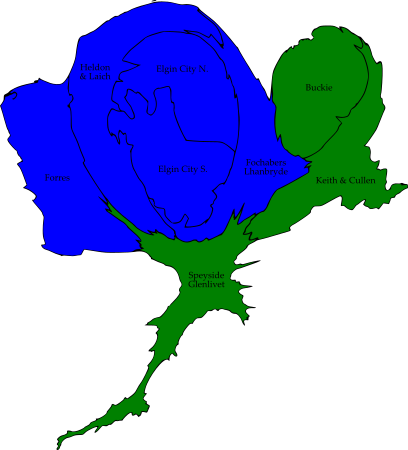 Heldon
& Laich
Elgin City N.
Buckie
Forres
Elgin City S.
Fochabers
Lhanbryde
Keith & Cullen
Speyside
Glenlivet